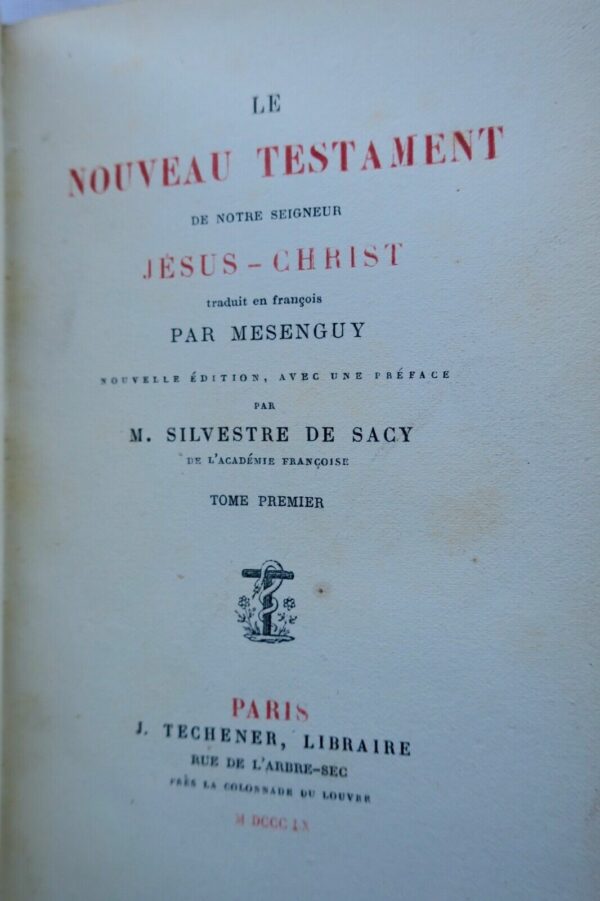 LE
NOUVEAU TESTAMENT
DE NOTRE SEIGNEUR
JÉSUS-CHRIST
traduit en françois
PAR MESENGUY
NOUVELLE ÉDITION, AVEC UNE PRÉFACE
PAR
M. SILVESTRE DE SACY
DE L'ACADÉMIE FRANÇOISE
TOME PREMIER
PARIS
J. TECHENER, LIBRAIRE
RUE DE L'ARBRE-SEC
PRÈS LA COLONNADE DU LOUVRE
M DCCC LX